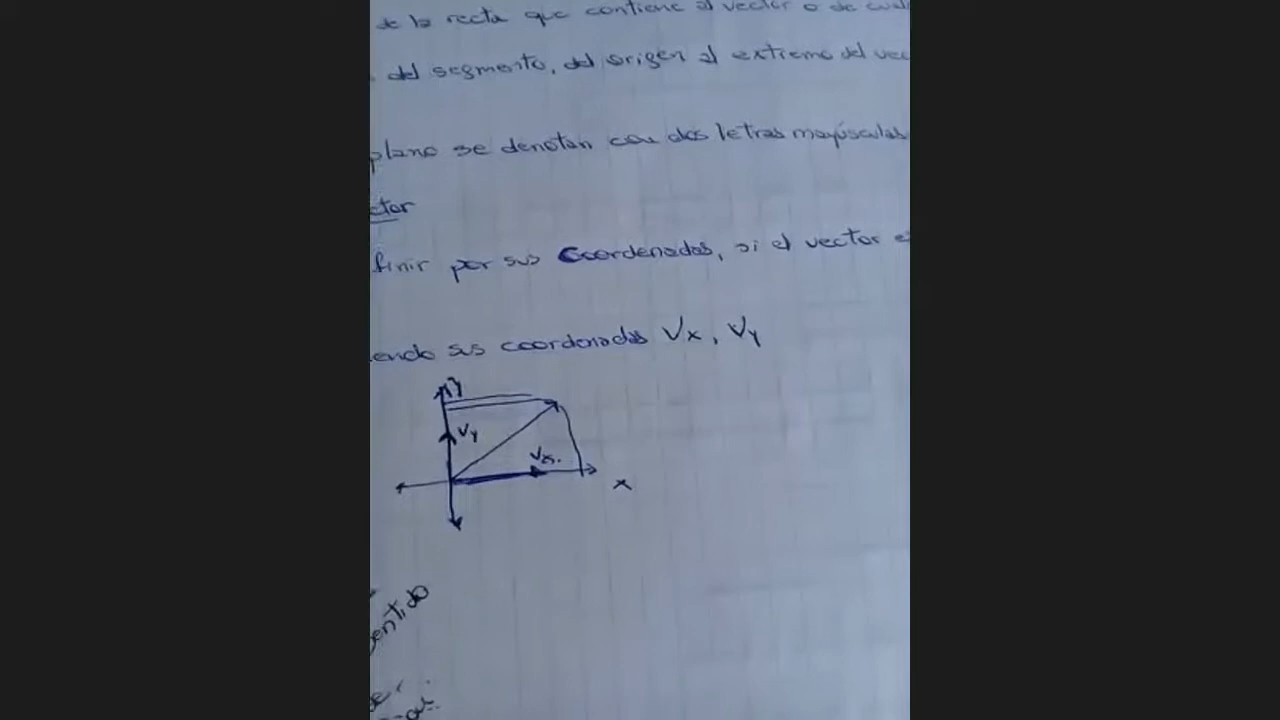 de la recta que contiene al vector o de cual
del segmento, del origen al extremo del vec
plano se denotan con dos letras mayúsculas
ctor
finir por sus Coordenadas, si el vector e
endo sus coordenadas Vx, Vy
y
Vy
Vx.
x
sentido